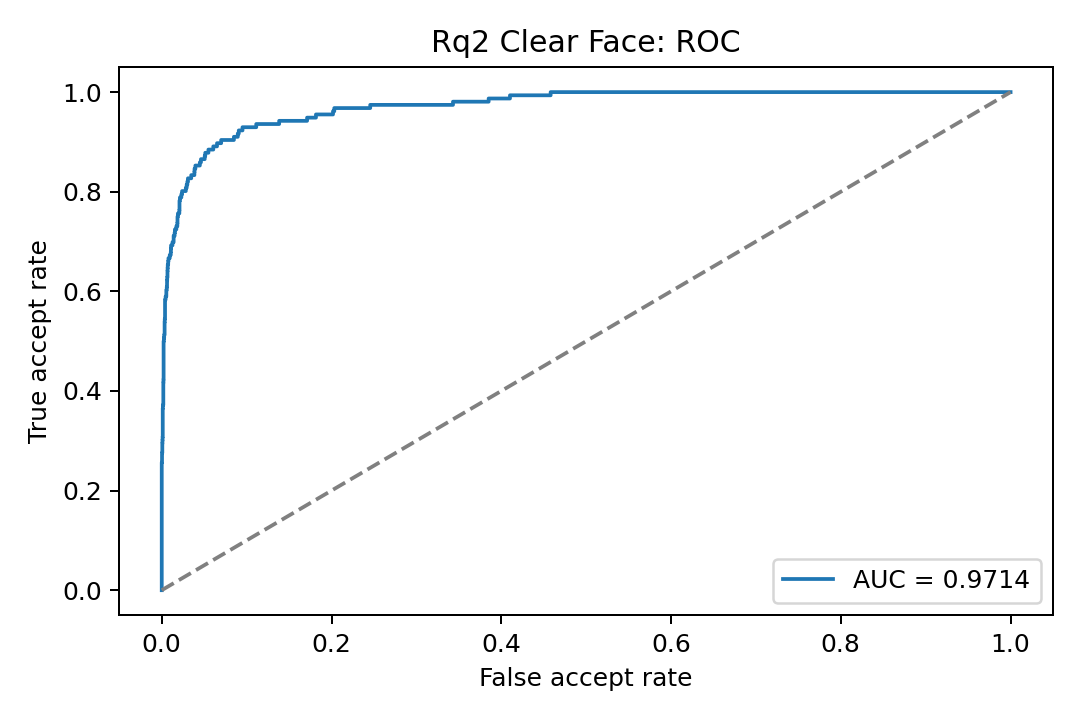 Rq2 Clear Face: ROC
1.0
0.8
0.6
0.4
0.2
0.0
True accept rate
AUC = 0.9714
0.0 0.2 0.4 0.6 0.8 1.0
False accept rate